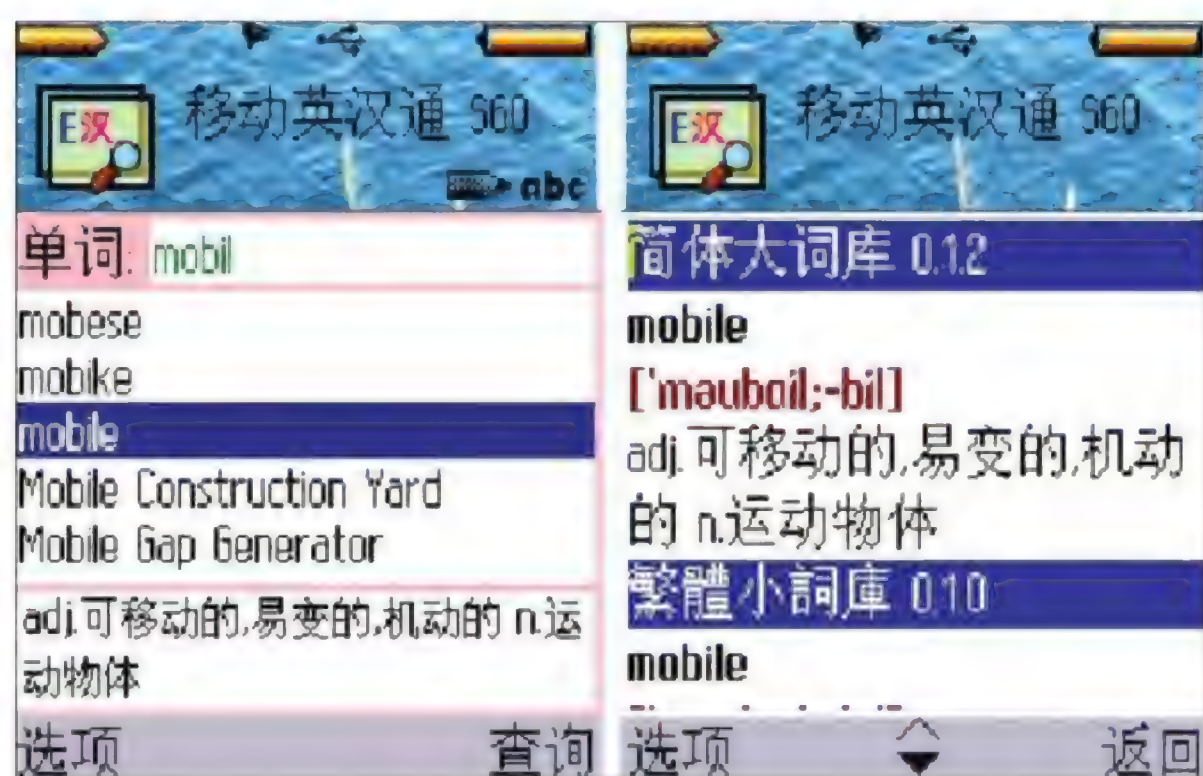 E汉
移动英汉通 S60
abc
单词: mobil
mobese
mobike
mobile
Mobile Construction Yard
Mobile Gap Generator
adj.可移动的,易变的,机动的 n.运
动物体
选项 查询
E汉
移动英汉通 S60
简体大词库 0.1.2
mobile
['məubail;-bil]
adj.可移动的,易变的,机动
的 n.运动物体
繁體小詞庫 0.1.0
mobile
选项 返回